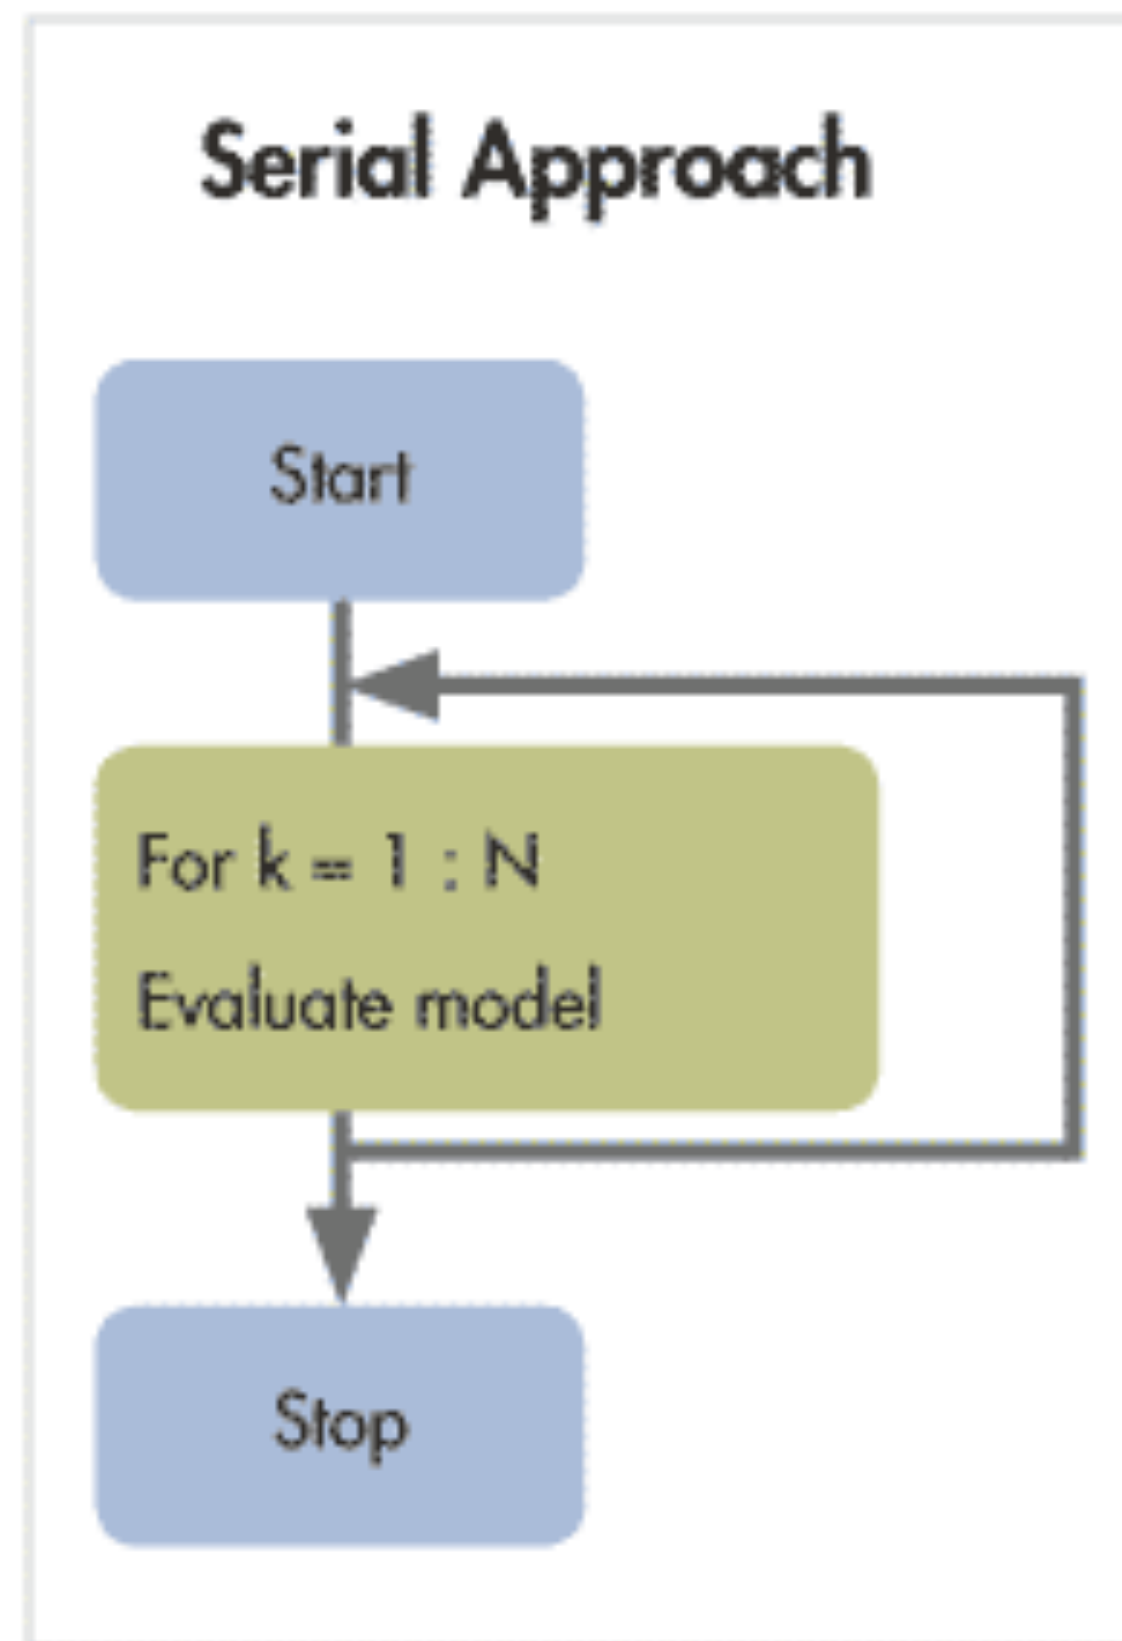 Serial Approach
Start
For k = 1 : N
Evaluate model
Stop